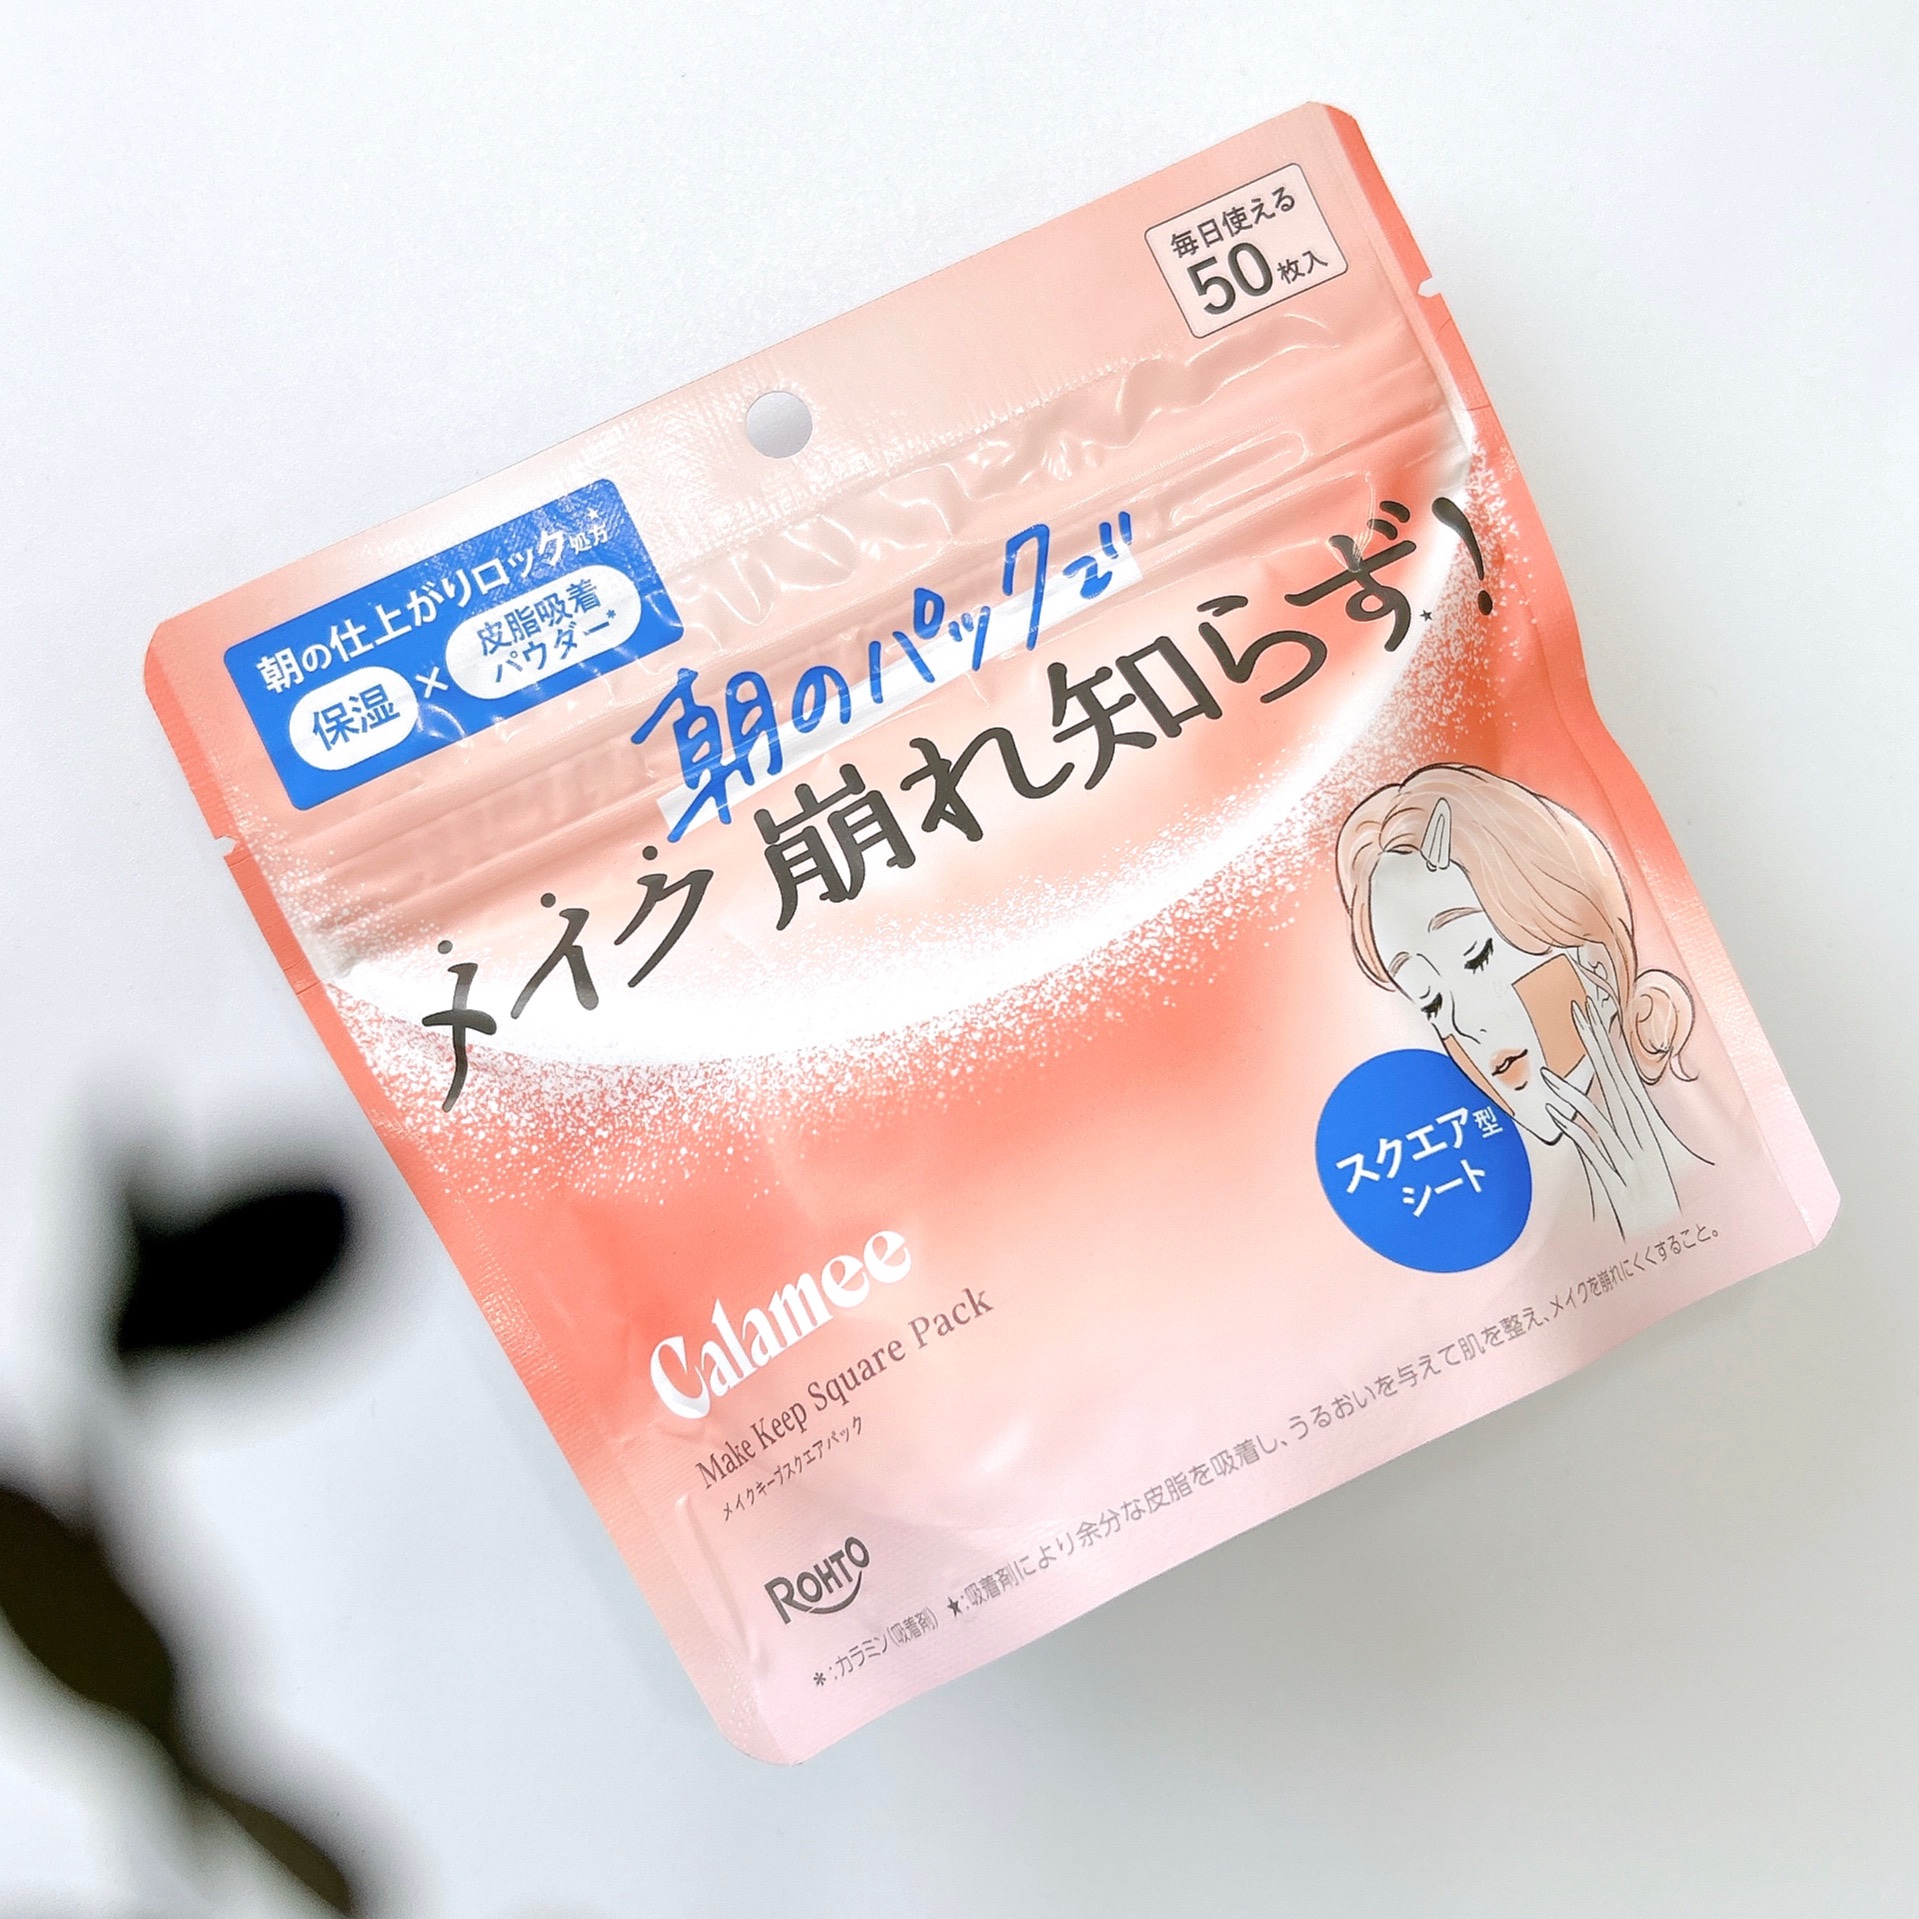 毎日使える
50枚入
朝の仕上がりロック処方★
保湿×皮脂吸着パウダー*
朝のパックで
メイク崩れ知らず★!
スクエア型
シート
Calamee
Make Keep Square Pack
メイクキープスクエアパック
ROHTO
*:カラミン(吸着剤) ★:吸着剤により余分な皮脂を吸着し、うるおいを与えて肌を整え、メイクを崩れにくくすること。